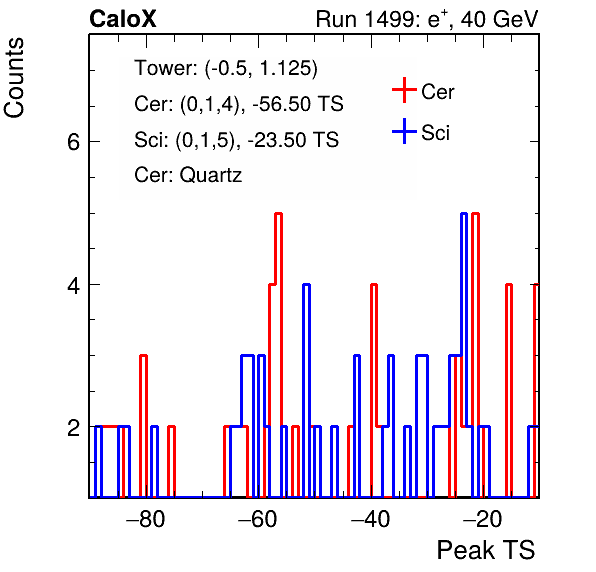 CaloX Run 1499: e⁺, 40 GeV
Counts
Tower: (-0.5, 1.125)
Cer: (0,1,4), -56.50 TS
Sci: (0,1,5), -23.50 TS
Cer: Quartz
Cer
Sci
6
4
2
−80 −60 −40 −20
Peak TS